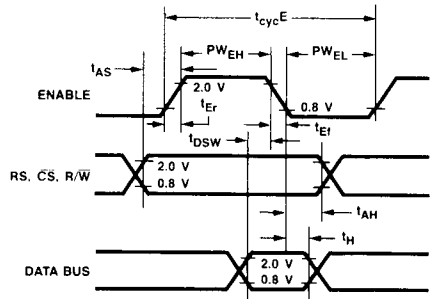 tcycE
PWEH
PWEL
tAS
ENABLE
2.0 V
tEr
0.8 V
tEf
tDSW
RS, C̅S̅, R/W̅
2.0 V
0.8 V
tAH
tH
DATA BUS
2.0 V
0.8 V